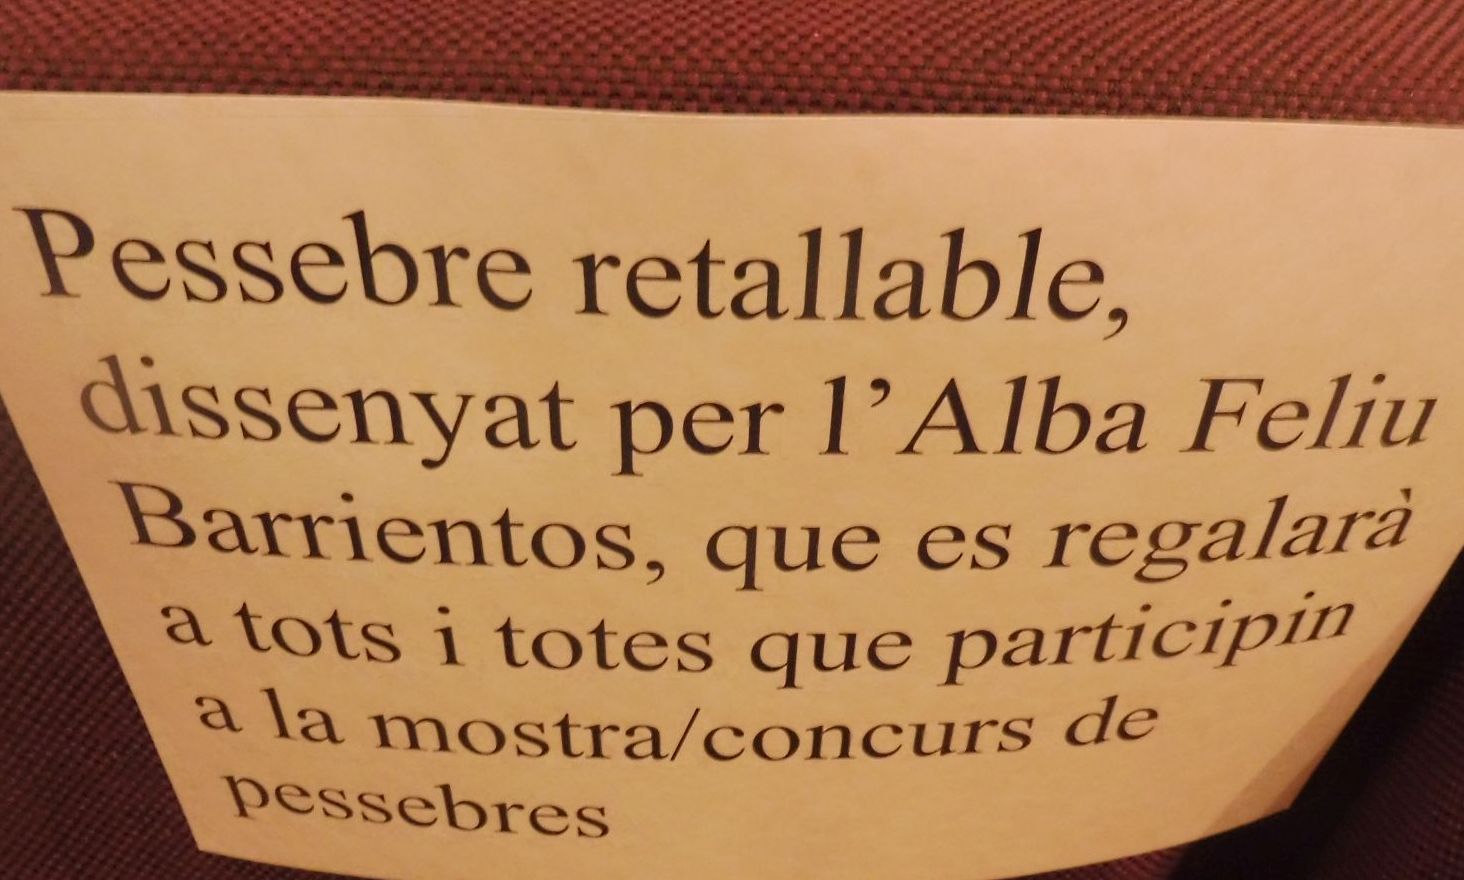 Pessebre retallable,
dissenyat per l’Alba Feliu
Barrientos, que es regalarà
a tots i totes que participin
a la mostra/concurs de
pessebres